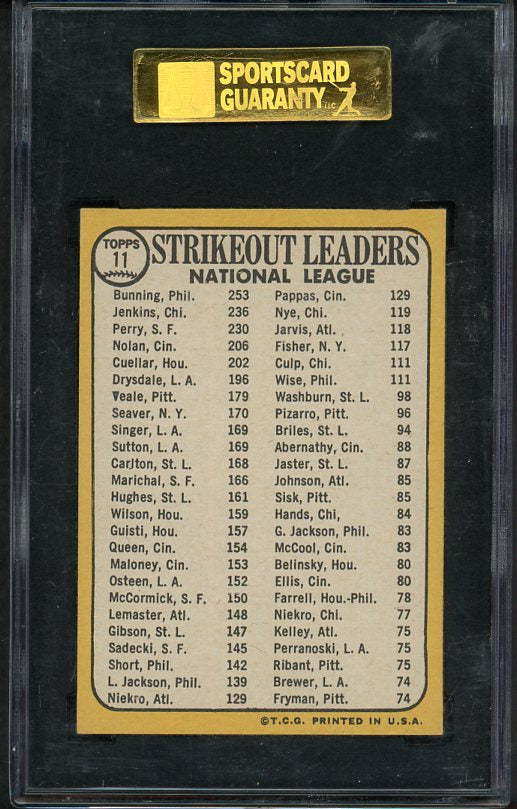 SPORTSCARD
GUARANTY LLC
TOPPS
11
STRIKEOUT LEADERS
NATIONAL LEAGUE
Bunning, Phil. 253
Jenkins, Chi. 236
Perry, S. F. 230
Nolan, Cin. 206
Cuellar, Hou. 202
Drysdale, L. A. 196
Veale, Pitt. 179
Seaver, N. Y. 170
Singer, L. A. 169
Sutton, L. A. 169
Carlton, St. L. 168
Marichal, S. F. 166
Hughes, St. L. 161
Wilson, Hou. 159
Giusti, Hou. 157
Queen, Cin. 154
Maloney, Cin. 153
Osteen, L. A. 152
McCormick, S. F. 150
Lemaster, Atl. 148
Gibson, St. L. 147
Sadecki, S. F. 145
Short, Phil. 142
L. Jackson, Phil. 139
Niekro, Atl. 129
Pappas, Cin. 129
Nye, Chi. 119
Jarvis, Atl. 118
Fisher, N. Y. 117
Culp, Chi. 111
Wise, Phil. 111
Washburn, St. L. 98
Pizarro, Pitt. 96
Briles, St. L. 94
Abernathy, Cin. 88
Jaster, St. L. 87
Johnson, Atl. 85
Sisk, Pitt. 85
Hands, Chi, 84
G. Jackson, Phil. 83
McCool, Cin. 83
Belinsky, Hou. 80
Ellis, Cin. 80
Farrell, Hou.-Phil. 78
Niekro, Chi. 77
Kelley, Atl. 75
Perranoski, L. A. 75
Ribant, Pitt. 75
Brewer, L. A. 74
Fryman, Pitt. 74
©T.C.G. PRINTED IN U.S.A.